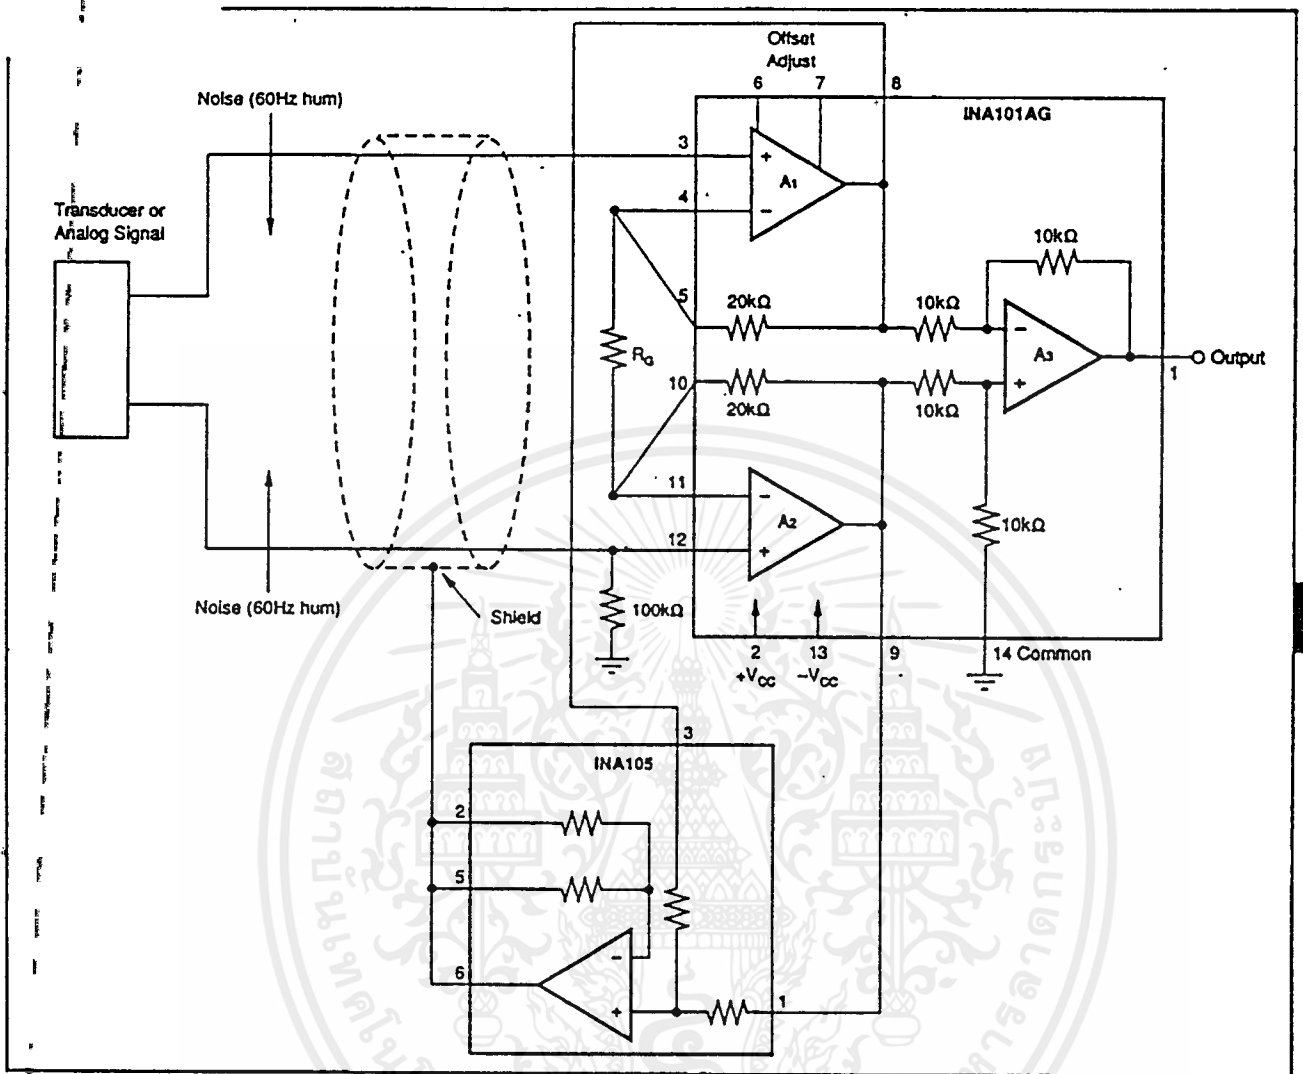 Offset
Adjust
6
7
8
INA101AG
Noise (60Hz hum)
3
+
A1
4
−
Transducer or
Analog Signal
10kΩ
5
20kΩ
10kΩ
−
RG
A3
Output
10
+
1
20kΩ
10kΩ
11
−
A2
10kΩ
12
+
Noise (60Hz hum)
Shield
100kΩ
2
13
9
14 Common
+VCC
−VCC
3
INA105
2
5
−
6
+
1